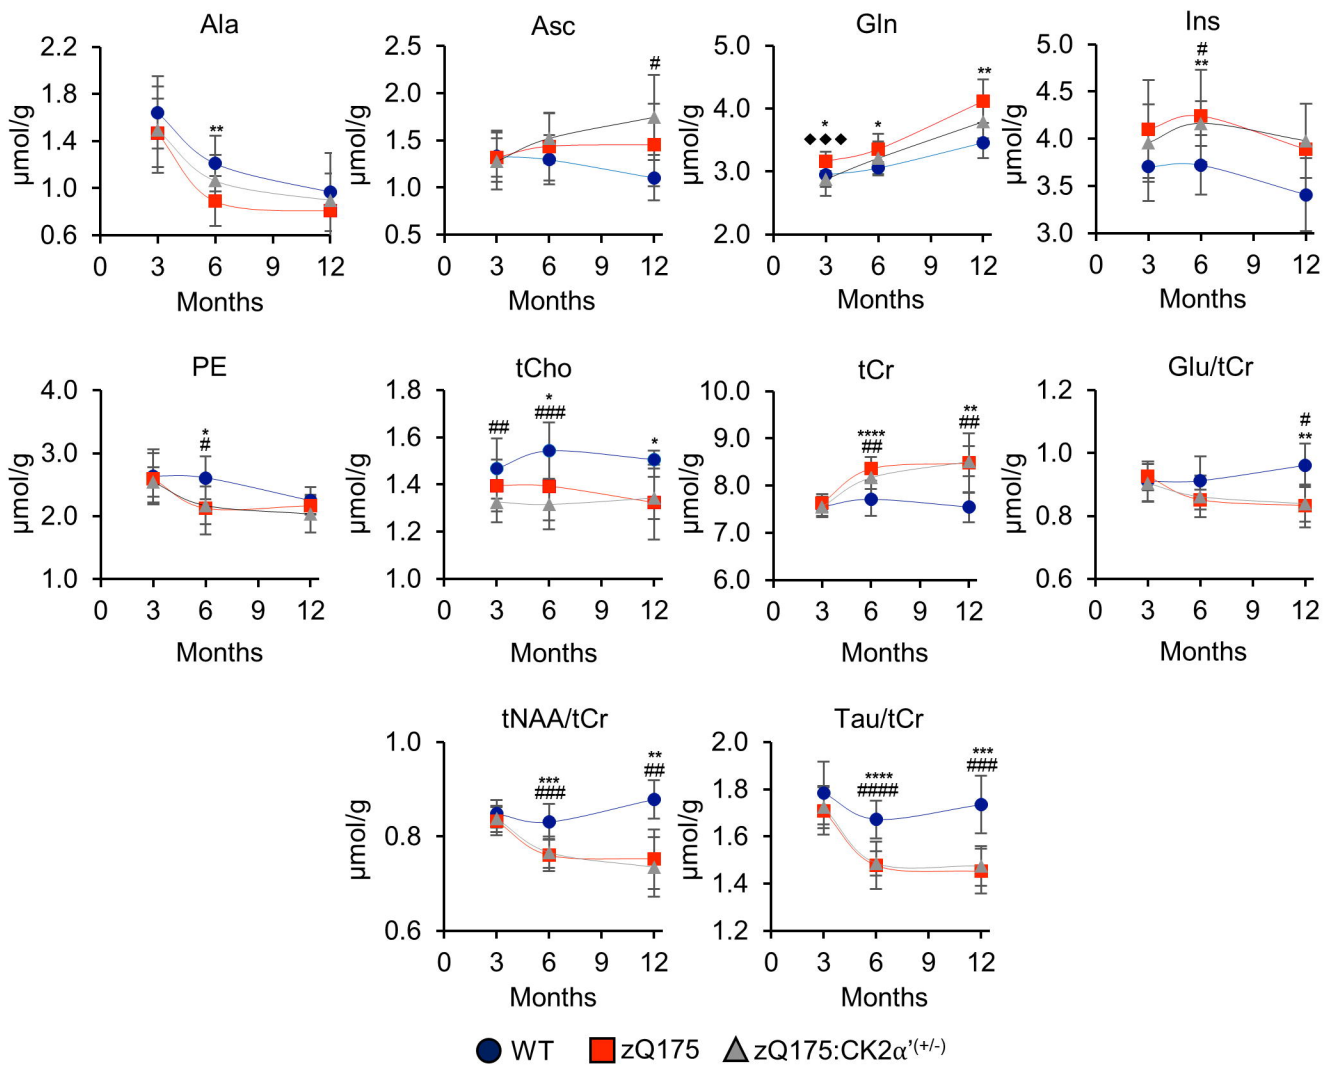 Ala
µmol/g
2.2
1.8
1.4
1.0
0.6
**
0 3 6 9 12
Months
Asc
µmol/g
2.5
2.0
1.5
1.0
0.5
#
0 3 6 9 12
Months
Gln
µmol/g
5.0
4.0
3.0
2.0
◆◆◆
*
*
**
0 3 6 9 12
Months
Ins
µmol/g
5.0
4.5
4.0
3.5
3.0
#
**
0 3 6 9 12
Months
PE
µmol/g
4.0
3.0
2.0
1.0
*
#
0 3 6 9 12
Months
tCho
µmol/g
1.8
1.6
1.4
1.2
1.0
##
*
###
*
0 3 6 9 12
Months
tCr
µmol/g
10.0
9.0
8.0
7.0
6.0
****
##
**
##
0 3 6 9 12
Months
Glu/tCr
µmol/g
1.2
1.0
0.8
0.6
#
**
0 3 6 9 12
Months
tNAA/tCr
µmol/g
1.0
0.8
0.6
***
###
**
##
0 3 6 9 12
Months
Tau/tCr
µmol/g
2.0
1.8
1.6
1.4
1.2
****
####
***
###
0 3 6 9 12
Months
WT zQ175 zQ175:CK2α’(+/-)